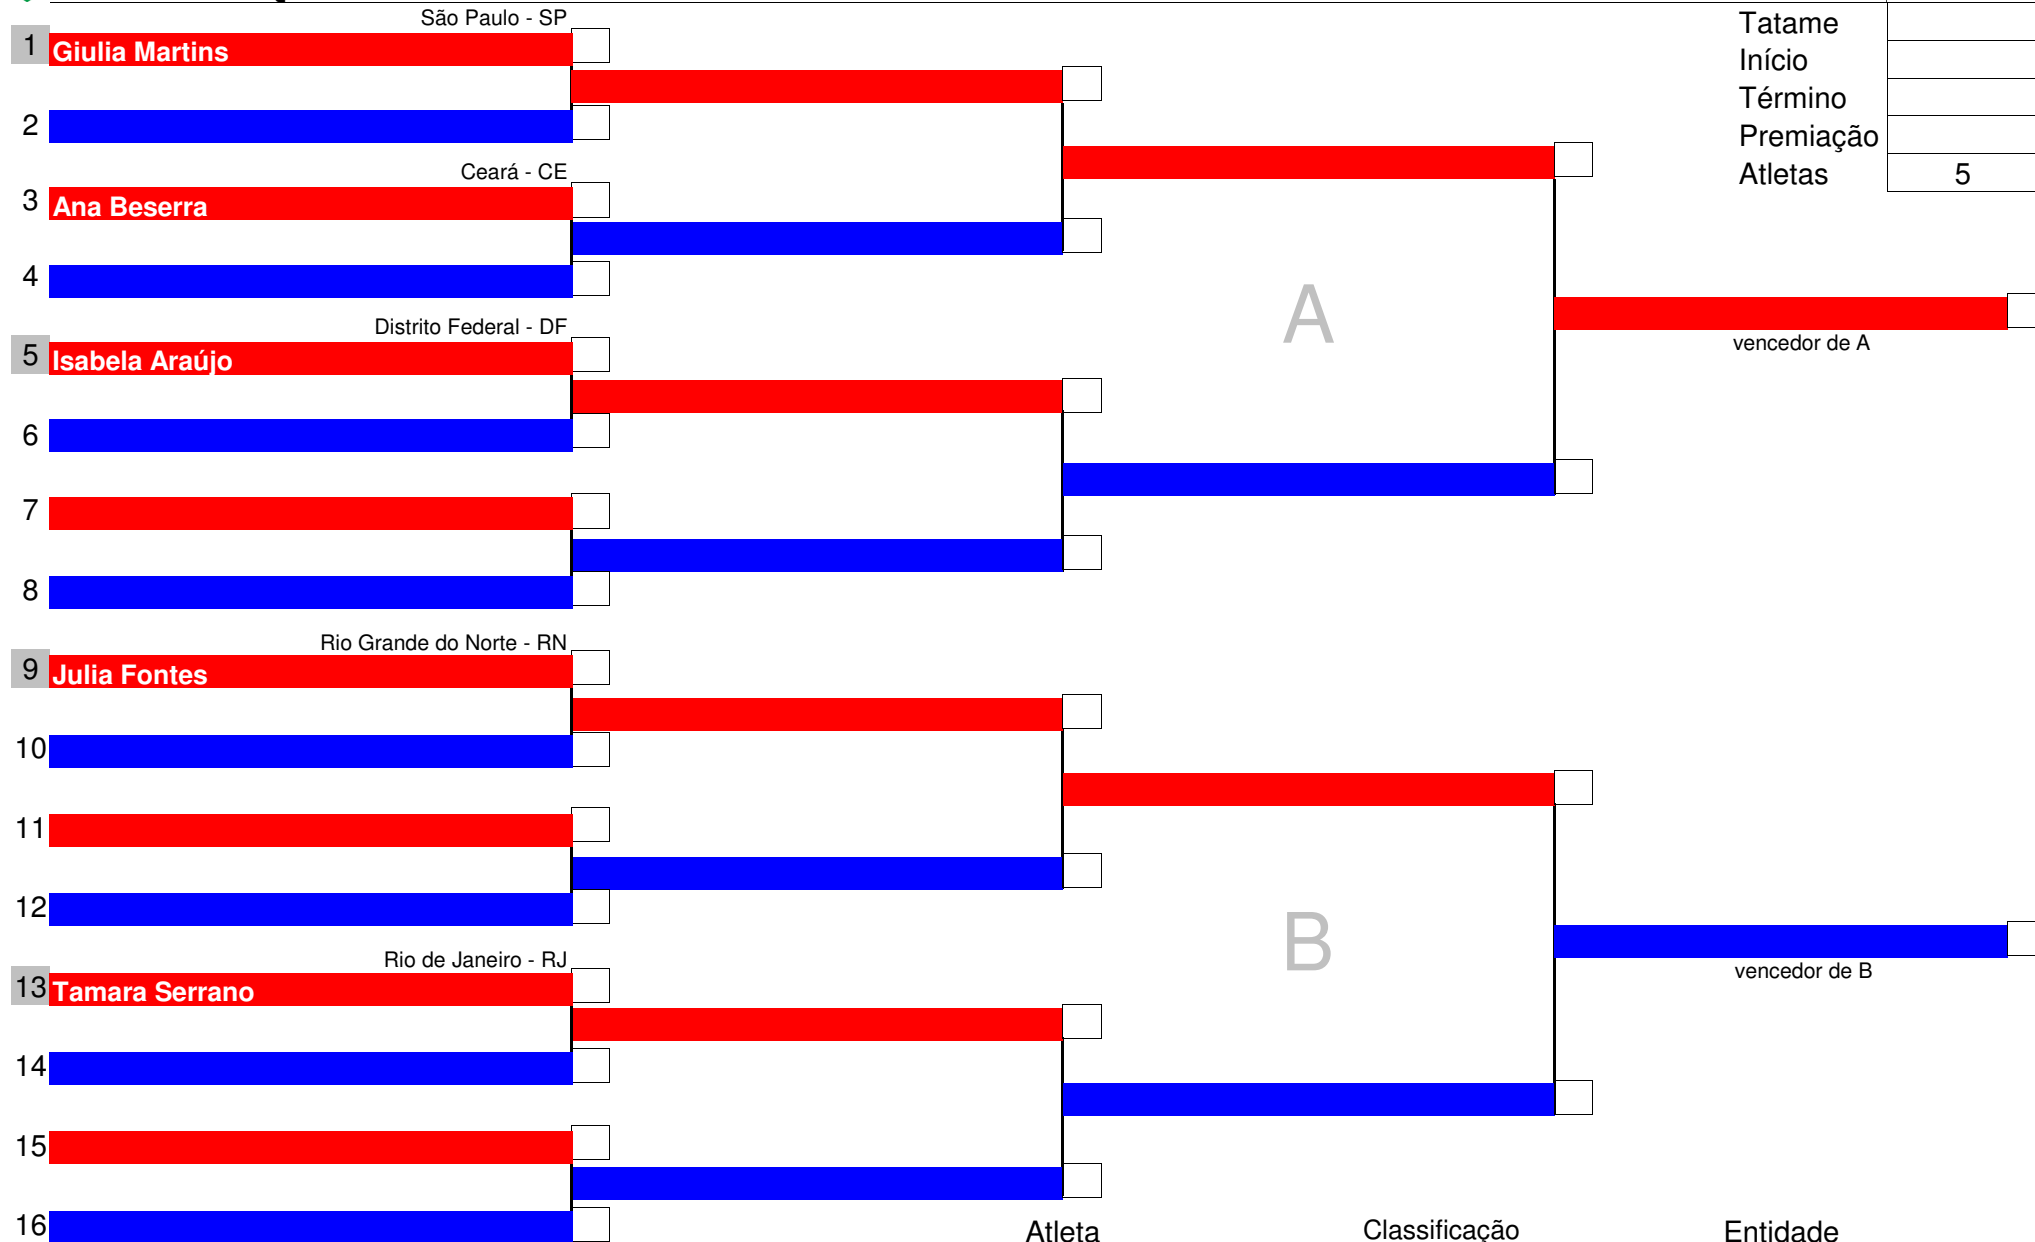 São Paulo - SP
Tatame
1 Giulia Martins
Início
Término
2
Premiação
Ceará - CE
Atletas 5
3 Ana Beserra
4
A
Distrito Federal - DF
vencedor de A
5 Isabela Araújo
6
7
8
Rio Grande do Norte - RN
9 Julia Fontes
10
11
12
B
Rio de Janeiro - RJ
vencedor de B
13 Tamara Serrano
14
15
16
Atleta Classificação Entidade